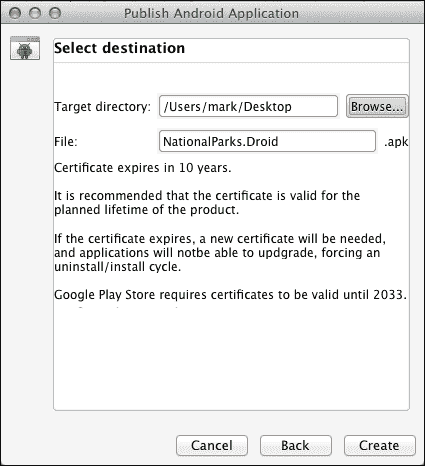 Publish Android Application
Select destination
Target directory: /Users/mark/Desktop Browse...
File: NationalParks.Droid .apk
Certificate expires in 10 years.
It is recommended that the certificate is valid for the
planned lifetime of the product.
If the certificate expires, a new certificate will be needed,
and applications will notbe able to updgrade, forcing an
uninstall/install cycle.
Google Play Store requires certificates to be valid until 2033.
Cancel Back Create